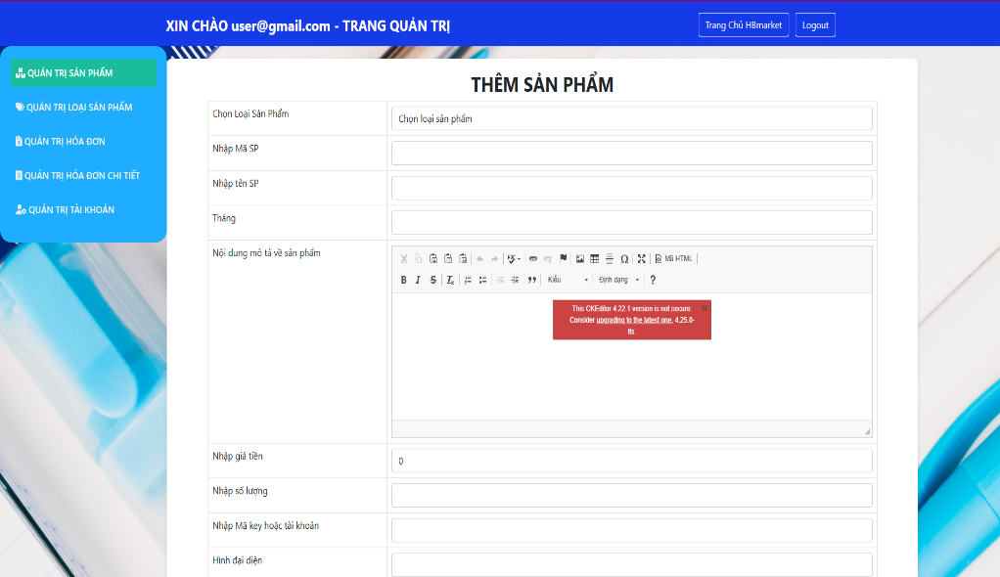 XIN CHÀO user@gmail.com - TRANG QUẢN TRỊ
Trang Chủ HBmarket
Logout
QUẢN TRỊ SẢN PHẨM
QUẢN TRỊ LOẠI SẢN PHẨM
QUẢN TRỊ HÓA ĐƠN
QUẢN TRỊ HÓA ĐƠN CHI TIẾT
QUẢN TRỊ TÀI KHOẢN
THÊM SẢN PHẨM
Chọn Loại Sản Phẩm
Chọn loại sản phẩm
Nhập Mã SP
Nhập tên SP
Tháng
Nội dung mô tả về sản phẩm
Mã HTML
B I S Kiểu Định dạng ?
This CKEditor 4.22.1 version is not secure.
Consider upgrading to the latest one, 4.25.0-
lts.
Nhập giá tiền
0
Nhập số lượng
Nhập Mã key hoặc tài khoản
Hình đại diện